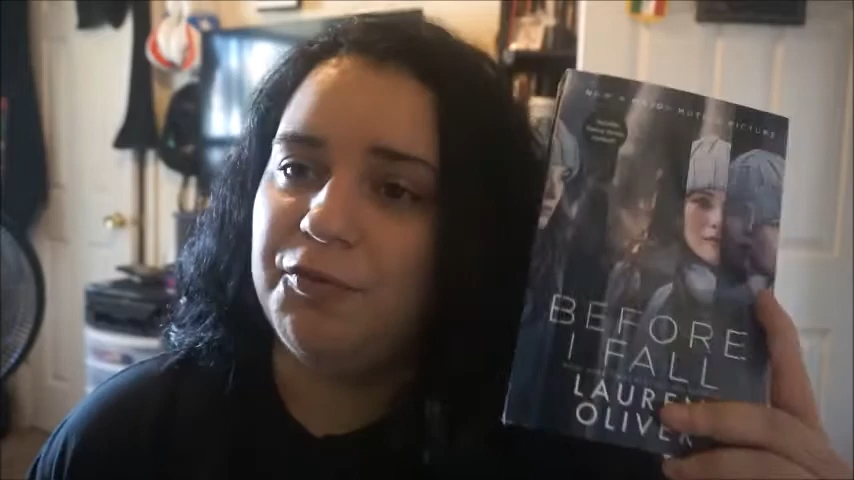 NOW A MAJOR MOTION PICTURE
BEFORE
I FALL
LAUREN
OLIVER